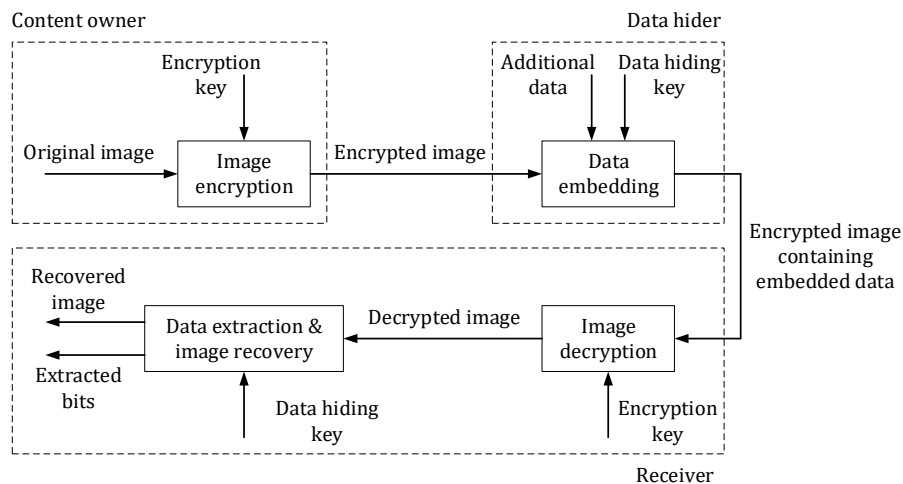 Content owner
Data hider
Encryption
key
Additional
data
Data hiding
key
Original image
Image
encryption
Encrypted image
Data
embedding
Encrypted image
containing
embedded data
Recovered
image
Extracted
bits
Data extraction &
image recovery
Decrypted image
Image
decryption
Data hiding
key
Encryption
key
Receiver